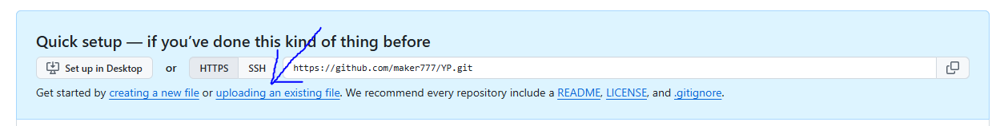 Quick setup — if you’ve done this kind of thing before
Set up in Desktop or HTTPS SSH https://github.com/maker777/YP.git
Get started by creating a new file or uploading an existing file. We recommend every repository include a README, LICENSE, and .gitignore.